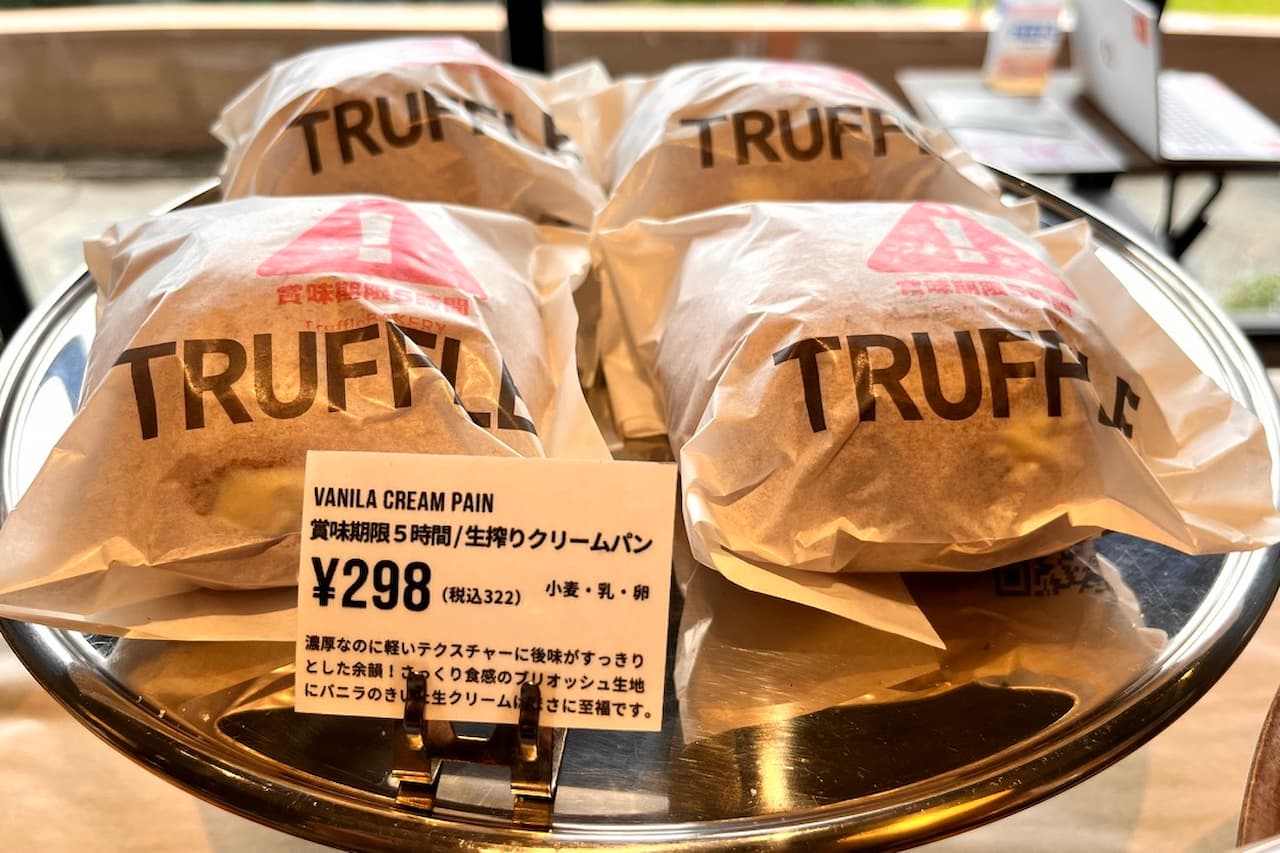 TRUFFLE
TRUFF
賞味期限5時間
TruffleBAKERY
TRUFFLE
賞味期限5時間
TRUFFLE
VANILA CREAM PAIN
賞味期限5時間/生搾りクリームパン
¥298 (税込322) 小麦・乳・卵
濃厚なのに軽いテクスチャーに後味がすっきり
とした余韻!さっくり食感のブリオッシュ生地
にバニラのきいた生クリームはまさに至福です。